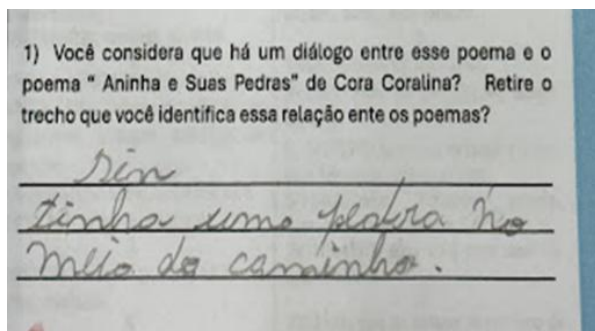 1) Você considera que há um diálogo entre esse poema e o
poema “ Aninha e Suas Pedras” de Cora Coralina? Retire o
trecho que você identifica essa relação ente os poemas?
Sin
tinha uma pedra no
meio do caminho.